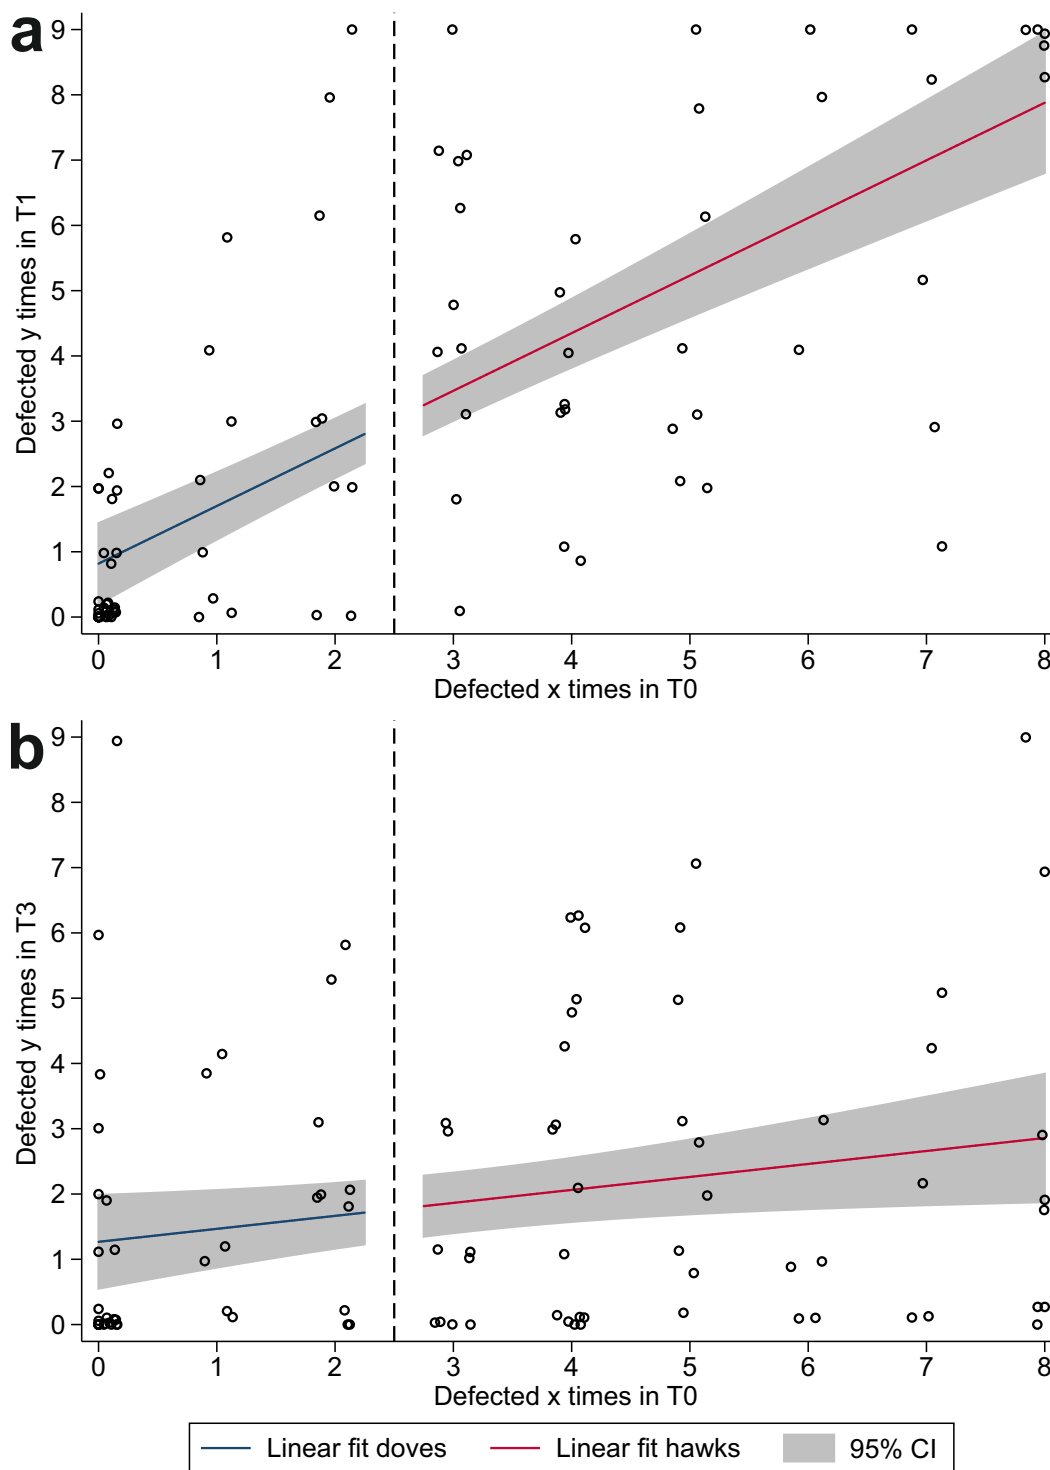 a
9
8
7
6
5
4
3
2
1
0
Defected y times in T1
0 1 2 3 4 5 6 7 8
Defected x times in T0
b
9
8
7
6
5
4
3
2
1
0
Defected y times in T3
0 1 2 3 4 5 6 7 8
Defected x times in T0
Linear fit doves Linear fit hawks 95% CI